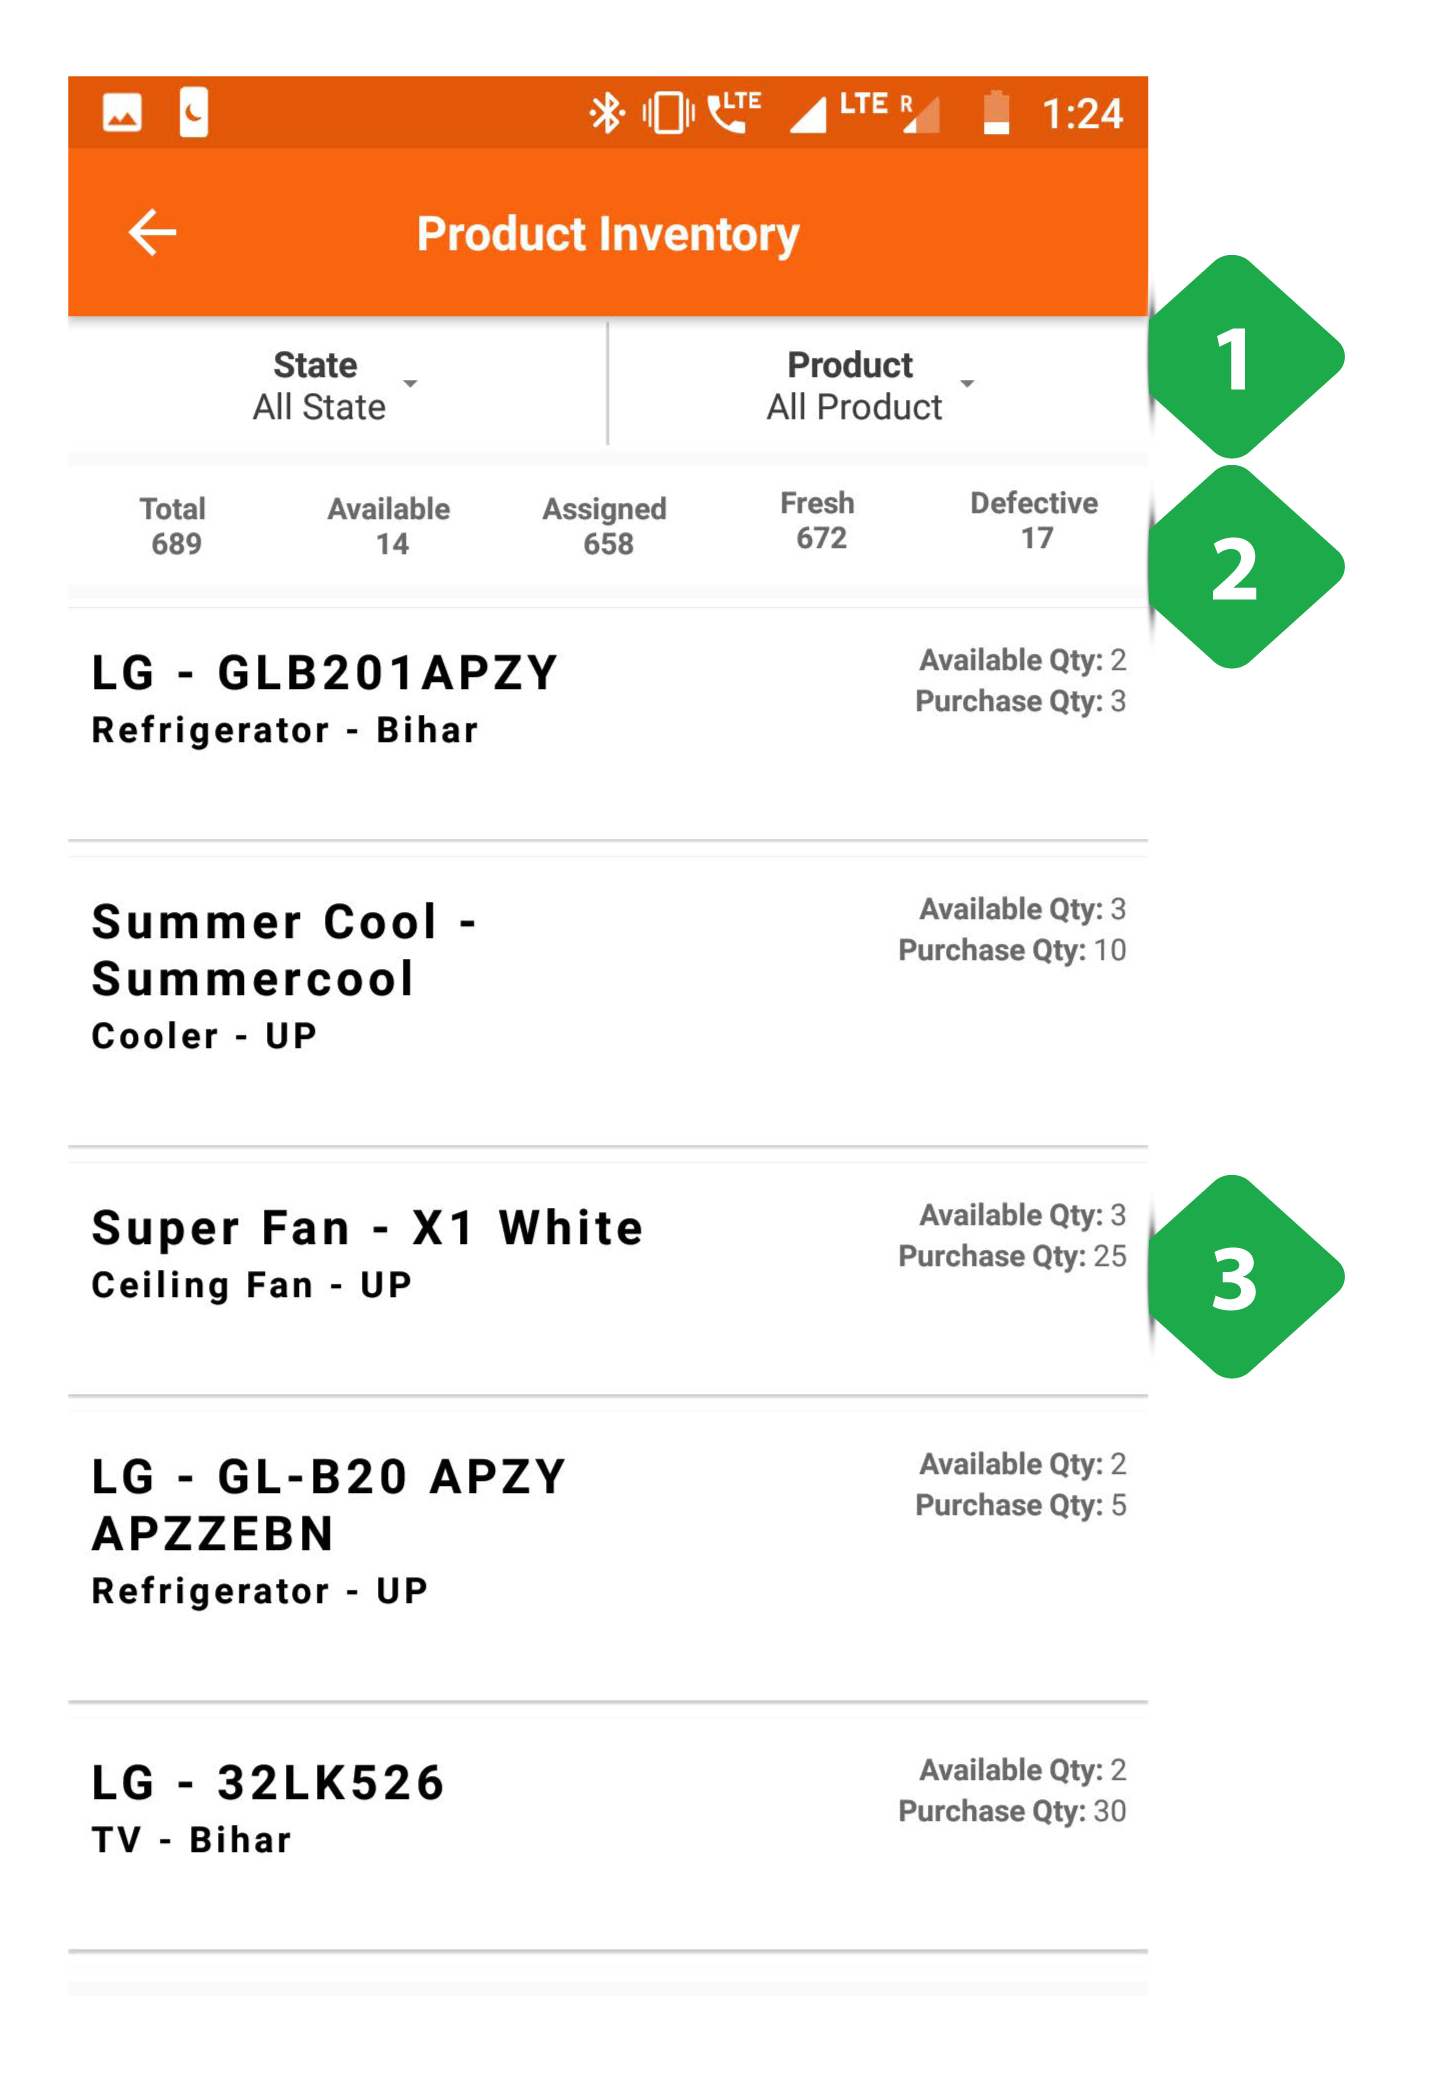 LTE LTE R 1:24
Product Inventory
State
All State
Product
All Product
1
Total
689
Available
14
Assigned
658
Fresh
672
Defective
17
2
LG - GLB201APZY
Refrigerator - Bihar
Available Qty: 2
Purchase Qty: 3
Summer Cool -
Summercool
Cooler - UP
Available Qty: 3
Purchase Qty: 10
Super Fan - X1 White
Ceiling Fan - UP
Available Qty: 3
Purchase Qty: 25
3
LG - GL-B20 APZY
APZZEBN
Refrigerator - UP
Available Qty: 2
Purchase Qty: 5
LG - 32LK526
TV - Bihar
Available Qty: 2
Purchase Qty: 30